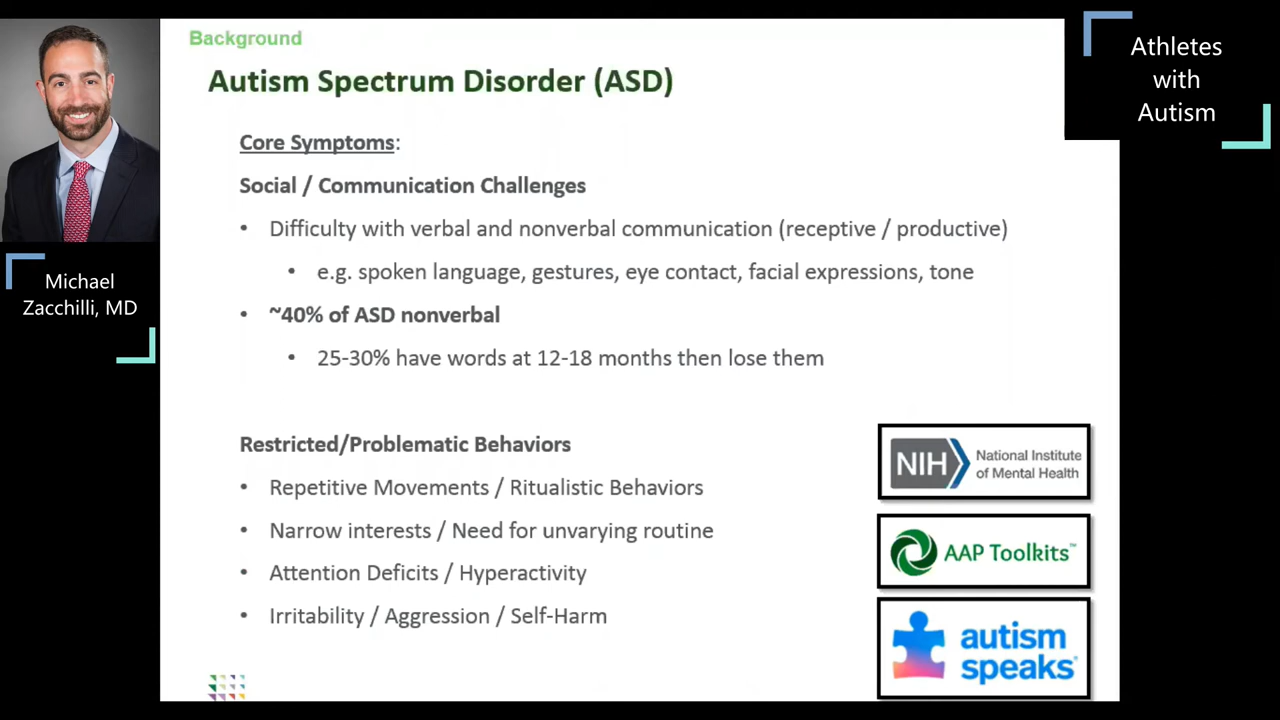 Background
Autism Spectrum Disorder (ASD)
Core Symptoms:
Social / Communication Challenges
• Difficulty with verbal and nonverbal communication (receptive / productive)
• e.g. spoken language, gestures, eye contact, facial expressions, tone
• ~40% of ASD nonverbal
• 25-30% have words at 12-18 months then lose them
Restricted/Problematic Behaviors
• Repetitive Movements / Ritualistic Behaviors
• Narrow interests / Need for unvarying routine
• Attention Deficits / Hyperactivity
• Irritability / Aggression / Self-Harm
NIH
National Institute
of Mental Health
AAP Toolkits™
autism
speaks®
Michael
Zacchilli, MD
Athletes
with
Autism